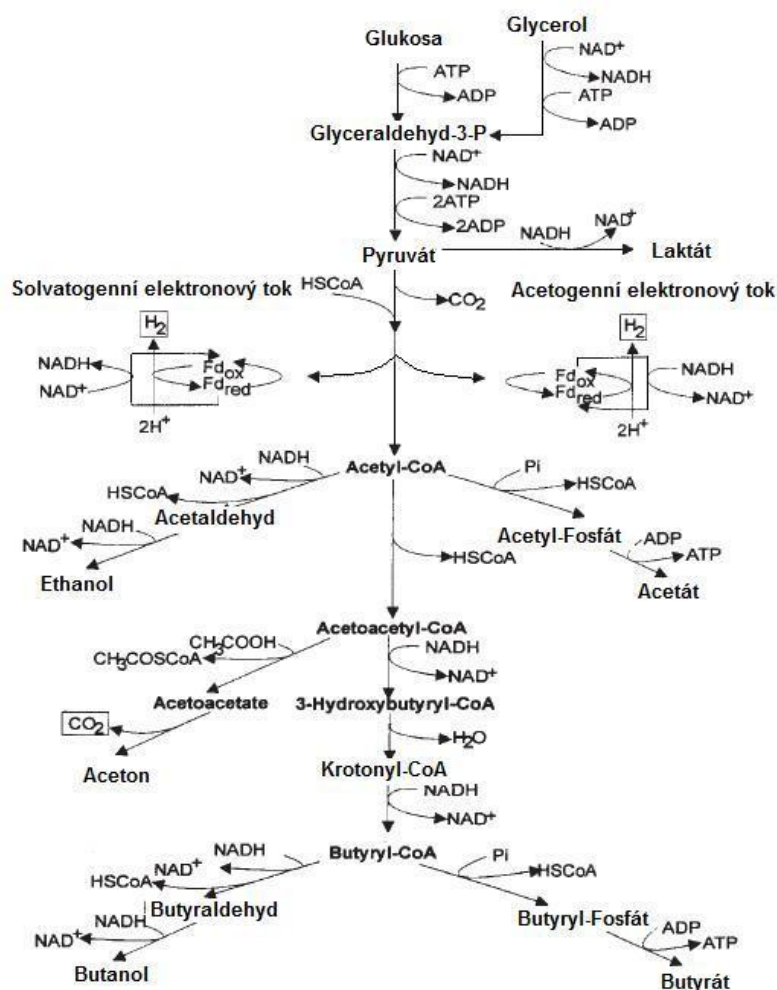 Glukosa
Glycerol
ATP
ADP
NAD+
NADH
ATP
ADP
Glyceraldehyd-3-P
NAD+
NADH
2ATP
2ADP
NADH
NAD+
Pyruvát
Laktát
Solvatogenní elektronový tok
HSCoA
CO2
Acetogenní elektronový tok
H2
NADH
NAD+
Fdox
Fdred
2H+
H2
Fdox
Fdred
NADH
NAD+
2H+
Acetyl-CoA
NADH
NAD+
HSCoA
Acetaldehyd
NADH
NAD+
Ethanol
Pi
HSCoA
Acetyl-Fosfát
ADP
ATP
Acetát
HSCoA
Acetoacetyl-CoA
CH3COOH
CH3COSCoA
Acetoacetate
CO2
Aceton
NADH
NAD+
3-Hydroxybutyryl-CoA
H2O
Krotonyl-CoA
NADH
NAD+
Butyryl-CoA
NADH
NAD+
HSCoA
Butyraldehyd
NADH
NAD+
Butanol
Pi
HSCoA
Butyryl-Fosfát
ADP
ATP
Butyrát